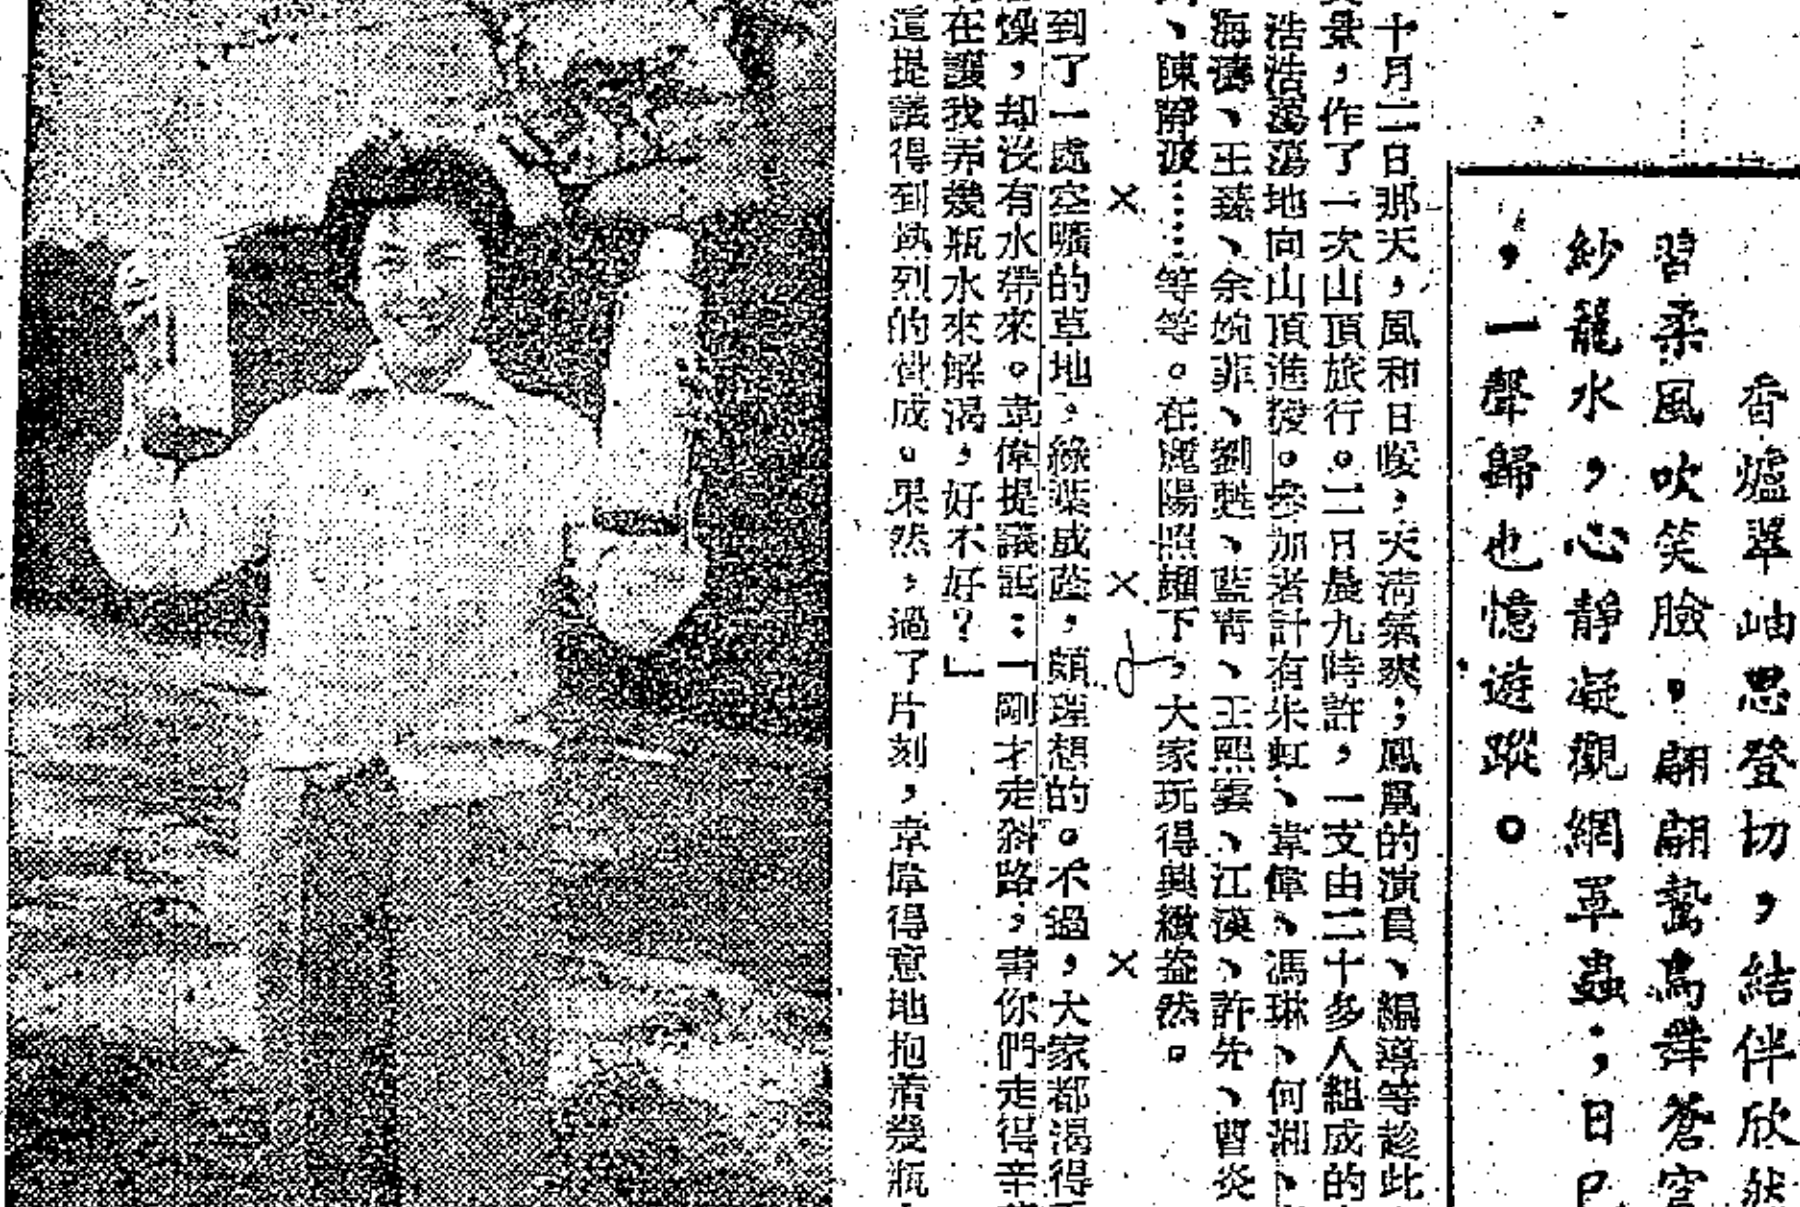 香爐翠岫思登切，結伴欣然
習柔風吹笑臉。翩翩鷙鳥舞蒼穹
紗籠水，心靜凝觀網罩蟲；日已
，一聲歸也憶遊蹤。
十月二日那天，風和日暖，天清氣爽，鳳凰的演員、編導等趁此
景，作了一次山頂旅行。二日晨九時許，一支由二十多人組成的
浩浩蕩蕩地向山頂進發。參加者計有朱虹、韋偉、馮琳、何湘、
海濤、王臻、余婉菲、劉甦、藍青、王熙雲、江漢、許先、曹炎
、陳靜波……等等。在驕陽照耀下，大家玩得興緻盎然。
×
×
×
到了一處空曠的草地，綠葉成蔭，頗理想的。不過，大家都渴得
燥，却沒有水帶來。韋偉提議說：「剛才走斜路，害你們走得辛
在讓我弄幾瓶水來解渴，好不好？」
這提議得到熱烈的贊成。果然，過了片刻，韋偉得意地抱着幾瓶